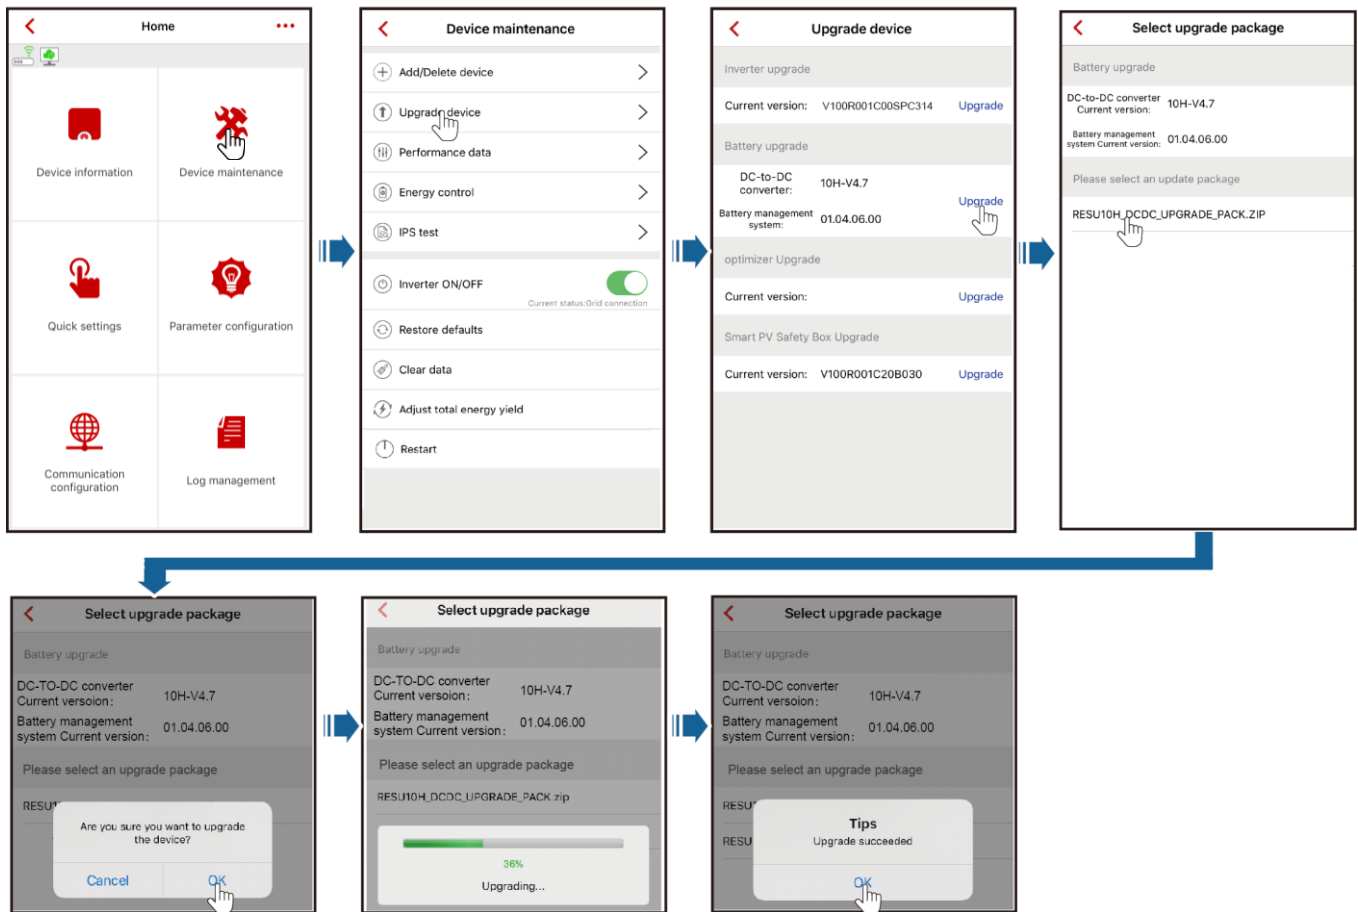 Home
Device information
Device maintenance
Quick settings
Parameter configuration
Communication
configuration
Log management
Device maintenance
Add/Delete device
Upgrade device
Performance data
Energy control
IPS test
Inverter ON/OFF
Current status:Grid connection
Restore defaults
Clear data
Adjust total energy yield
Restart
Upgrade device
Inverter upgrade
Current version: V100R001C00SPC314 Upgrade
Battery upgrade
DC-to-DC
converter: 10H-V4.7
Upgrade
Battery management
system: 01.04.06.00
optimizer Upgrade
Current version: Upgrade
Smart PV Safety Box Upgrade
Current version: V100R001C20B030 Upgrade
Select upgrade package
Battery upgrade
DC-to-DC converter
Current version: 10H-V4.7
Battery management
system Current version: 01.04.06.00
Please select an update package
RESU10H_DCDC_UPGRADE_PACK.ZIP
Select upgrade package
Battery upgrade
DC-TO-DC converter
Current versoion: 10H-V4.7
Battery management
system Current version: 01.04.06.00
Please select an upgrade package
RESU
Are you sure you want to upgrade
the device?
Cancel OK
Select upgrade package
Battery upgrade
DC-TO-DC converter
Current versoion: 10H-V4.7
Battery management
system Current version: 01.04.06.00
Please select an upgrade package
RESU10H_DCDC_UPGRADE_PACK.zip
36%
Upgrading...
Select upgrade package
Battery upgrade
DC-TO-DC converter
Current versoion: 10H-V4.7
Battery management
system Current version: 01.04.06.00
Please select an upgrade package
RESU
RESU
Tips
Upgrade succeeded
OK